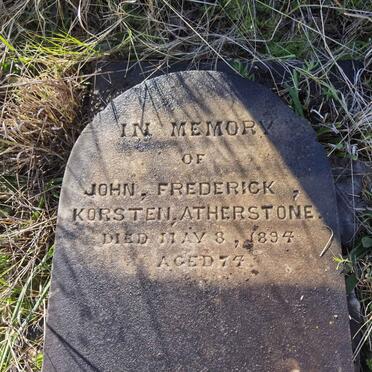 IN MEMORY
OF
JOHN, FREDERICK,
KORSTEN, ATHERSTONE.
DIED MAY 8, 1894
AGED 74